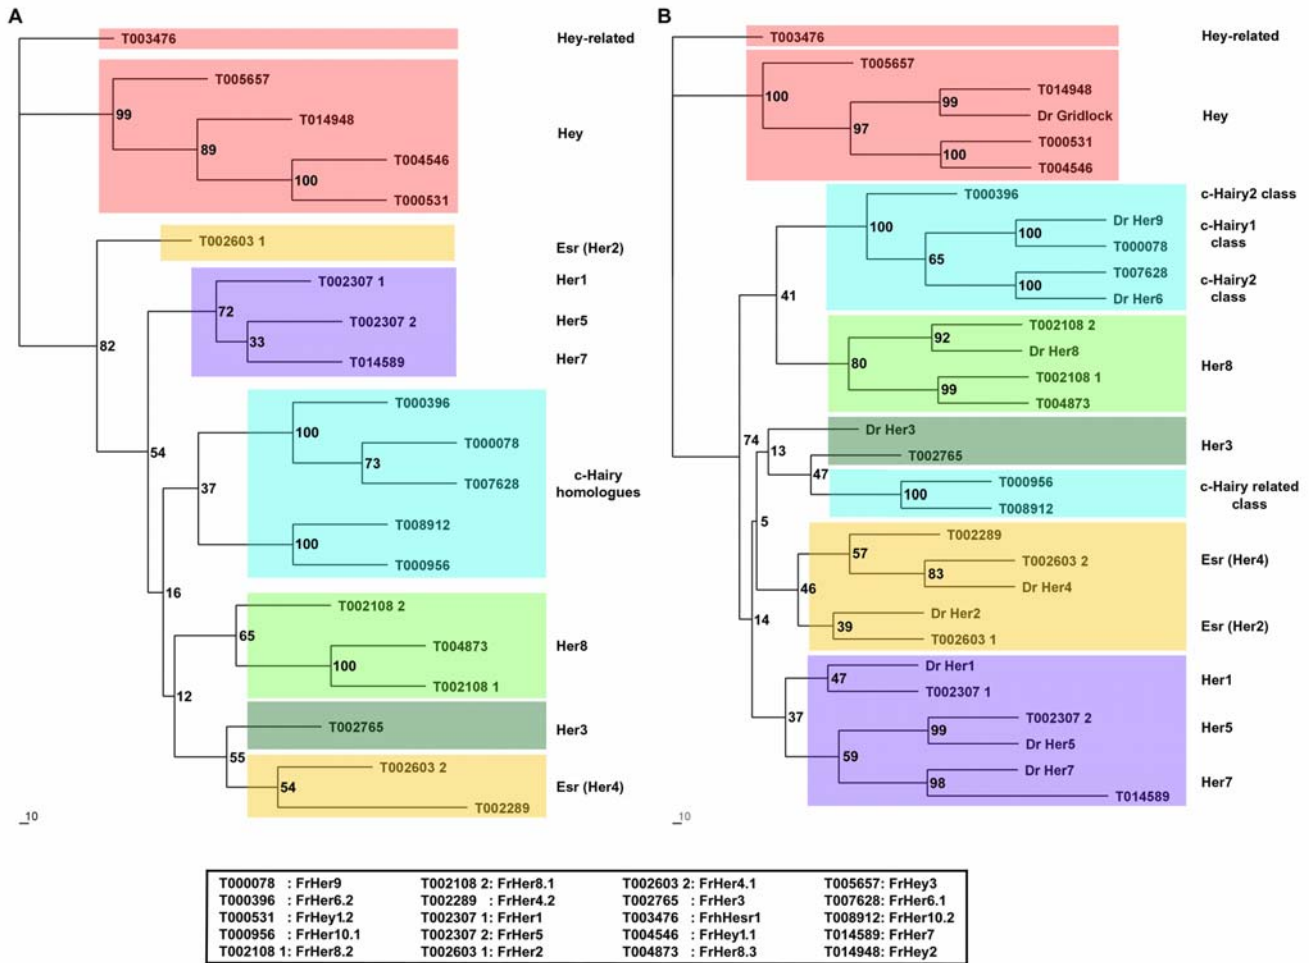 A
T003476
Hey-related
T005657
99
T014948
Hey
89
T004546
100
T000531
T002603 1
Esr (Her2)
T002307 1
Her1
72
T002307 2
Her5
82
33
T014589
Her7
T000396
100
T000078
54
73
37
T007628
c-Hairy
homologues
T008912
100
T000956
16
T002108 2
65
T004873
Her8
100
T002108 1
12
T002765
Her3
55
T002603 2
54
Esr (Her4)
T002289
_10
B
T003476
Hey-related
T005657
100
T014948
99
Dr Gridlock
Hey
97
T000531
100
T004546
T000396
c-Hairy2 class
100
Dr Her9
c-Hairy1
class
100
T000078
65
T007628
c-Hairy2
class
100
Dr Her6
41
T002108 2
92
Dr Her8
Her8
80
T002108 1
99
T004873
Dr Her3
74
13
Her3
T002765
47
T000956
c-Hairy related
class
100
T008912
5
T002289
57
T002603 2
Esr (Her4)
83
Dr Her4
46
Dr Her2
14
39
Esr (Her2)
T002603 1
Dr Her1
Her1
47
T002307 1
37
T002307 2
Her5
99
Dr Her5
59
Dr Her7
Her7
98
T014589
_10
T000078 : FrHer9 T002108 2: FrHer8.1 T002603 2: FrHer4.1 T005657: FrHey3
T000396 : FrHer6.2 T002289 : FrHer4.2 T002765 : FrHer3 T007628: FrHer6.1
T000531 : FrHey1.2 T002307 1: FrHer1 T003476 : FrhHesr1 T008912: FrHer10.2
T000956 : FrHer10.1 T002307 2: FrHer5 T004546 : FrHey1.1 T014589: FrHer7
T002108 1: FrHer8.2 T002603 1: FrHer2 T004873 : FrHer8.3 T014948: FrHey2